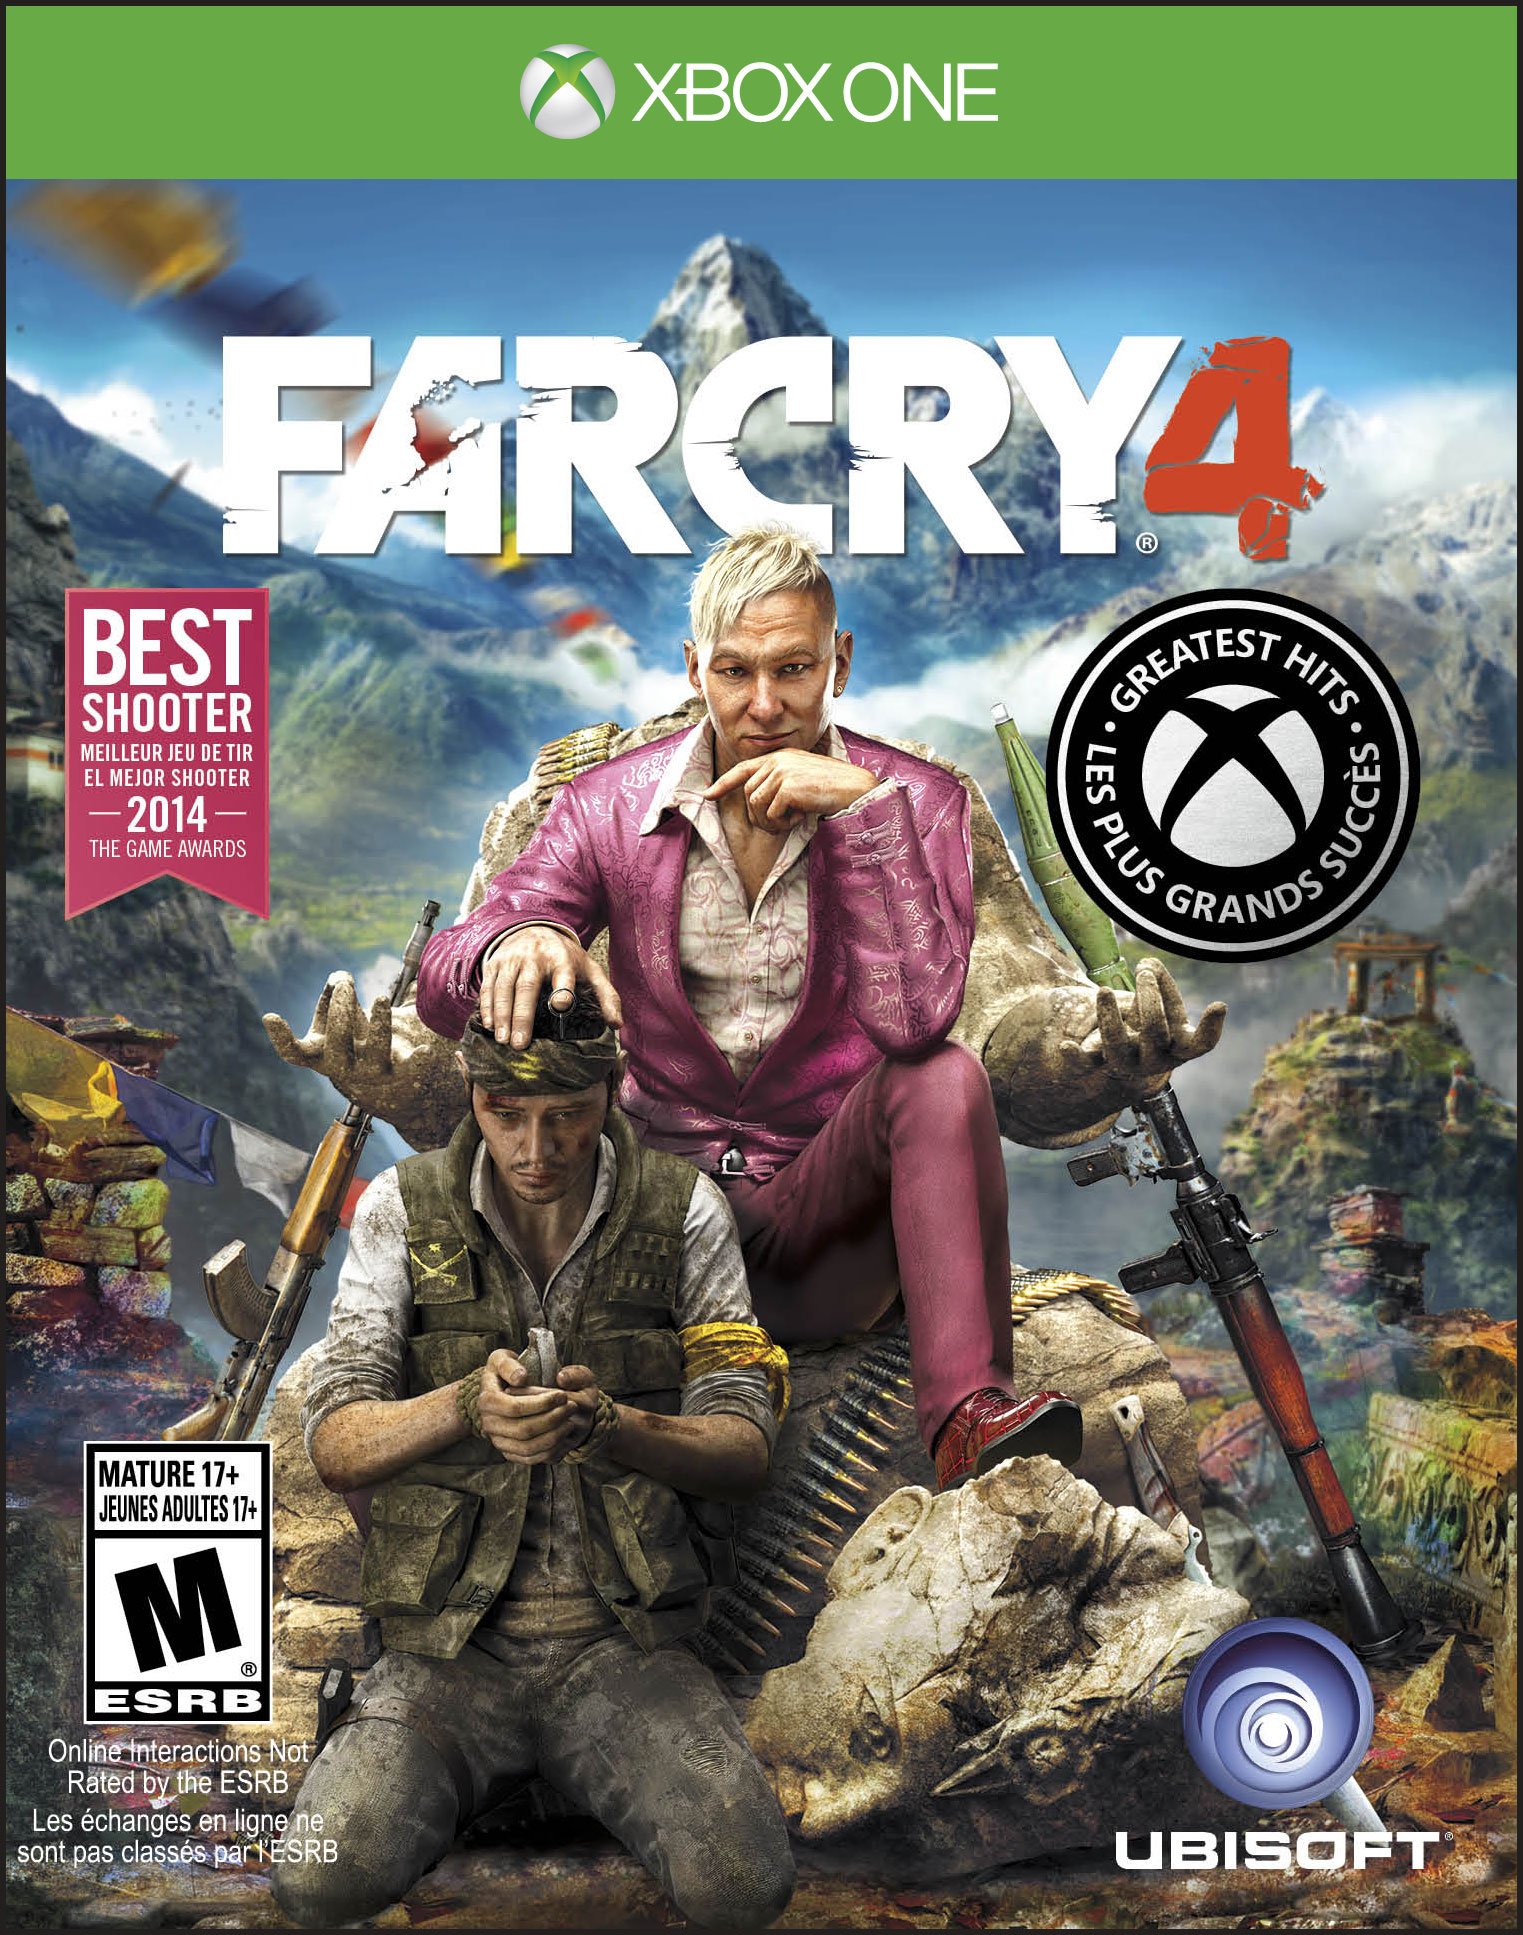 XBOX ONE
FARCRY4
®
BEST
SHOOTER
MEILLEUR JEU DE TIR
EL MEJOR SHOOTER
2014
THE GAME AWARDS
• GREATEST HITS •
LES PLUS GRANDS SUCCÈS
MATURE 17+
JEUNES ADULTES 17+
M
®
ESRB
Online Interactions Not
Rated by the ESRB
Les échanges en ligne ne
sont pas classés par l'ESRB
UBISOFT®